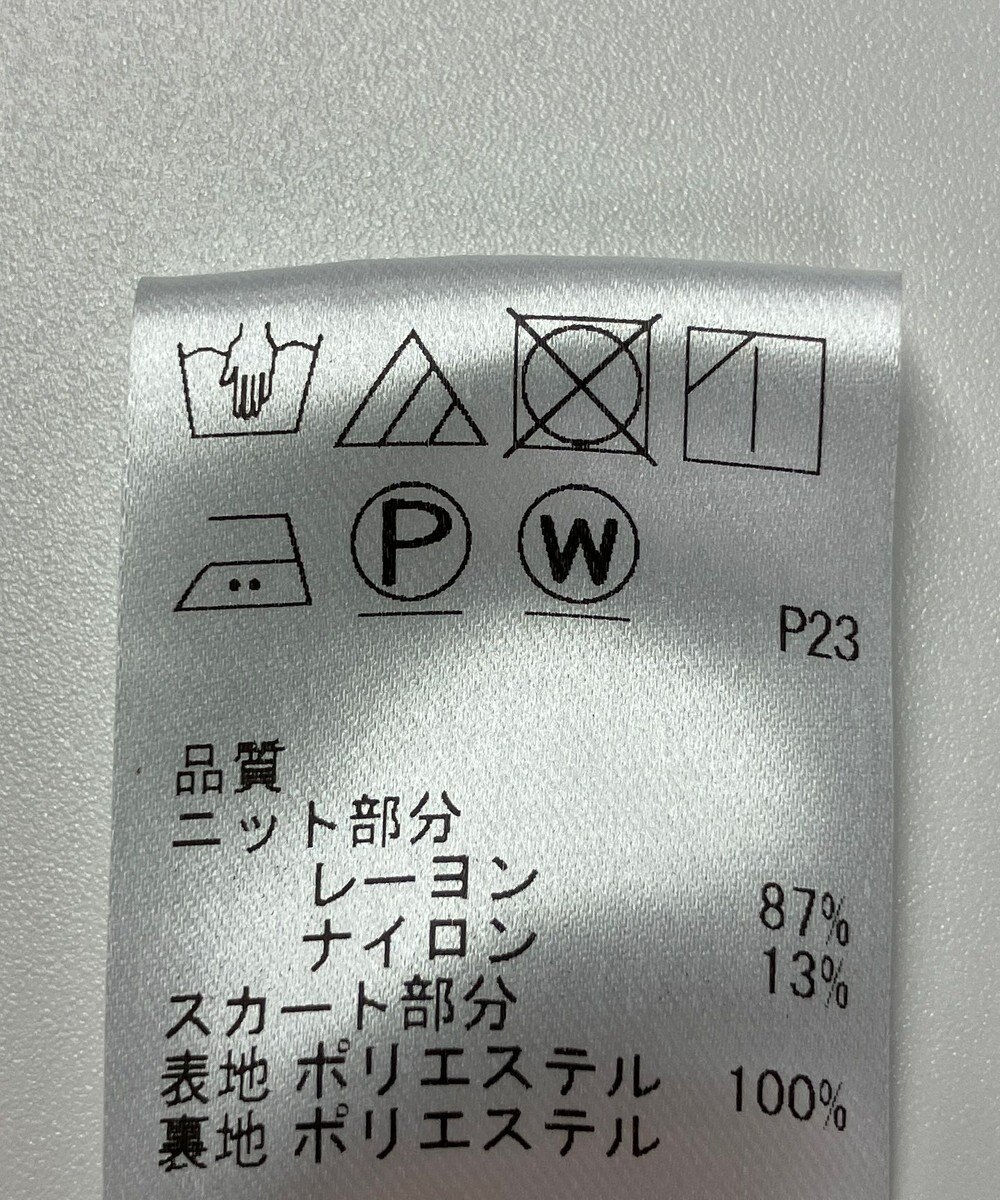 P W
P23
品質
ニット部分
レーヨン 87%
ナイロン 13%
スカート部分
表地 ポリエステル 100%
裏地 ポリエステル